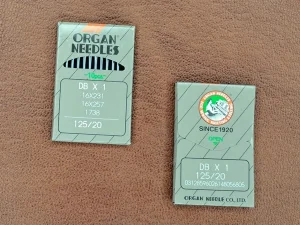 ORGAN
NEEDLES
DB X 1
16X231
16X257
1738
125/20
SINCE1920
DB X 1
125/20
ORGAN NEEDLE CO., LTD.